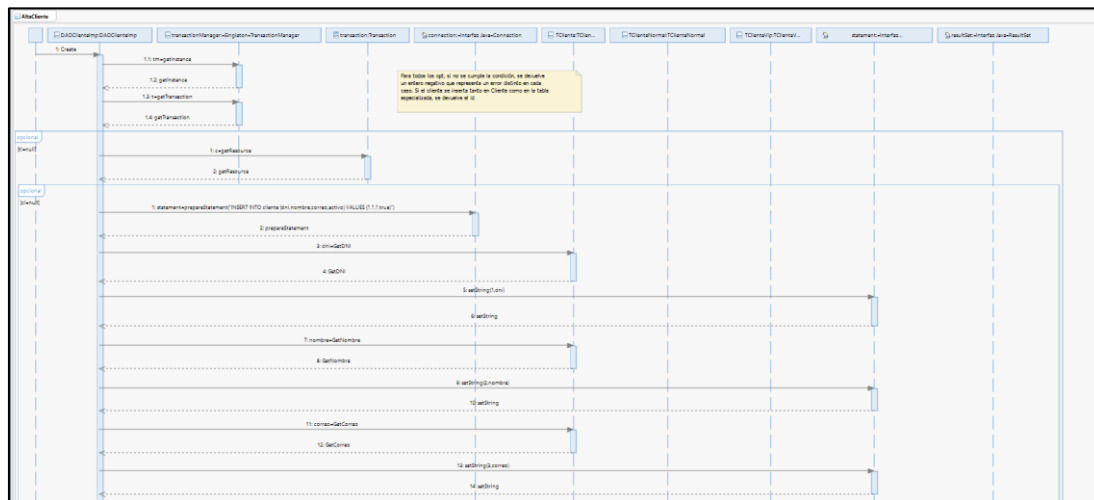 AltaCliente
DAOClienteImp:DAOClienteImp
transactionManager=Singleton=TransactionManager
transaction:Transaction
connection=Interfas Java=Connection
TCliente:TClien...
TClienteNormal:TClienteNormal
TClienteVip:TClienteV...
statement=Interfas...
resultSet=Interfas Java=ResultSet
1: Create
1.1: tm=getInstance
1.2: getInstance
1.3: t=getTransaction
1.4: getTransaction
Para todos los opt, si no se cumple la condición, se devuelve
un entero negativo que representa un error distinto en cada
caso. Si el cliente se inserta tanto en Cliente como en la tabla
especializada, se devuelve el id
opcional
[t!=null]
1: c=getResource
2: getResource
opcional
[c!=null]
1: statement=prepareStatement("INSERT INTO cliente (dni,nombre,correo,activo) VALUES (?,?,?,true)")
2: prepareStatement
3: dni=GetDNI
4: GetDNI
5: setString(1,dni)
6: setString
7: nombre=GetNombre
8: GetNombre
9: setString(2,nombre)
10: setString
11: correo=GetCorreo
12: GetCorreo
13: setString(3,correo)
14: setString